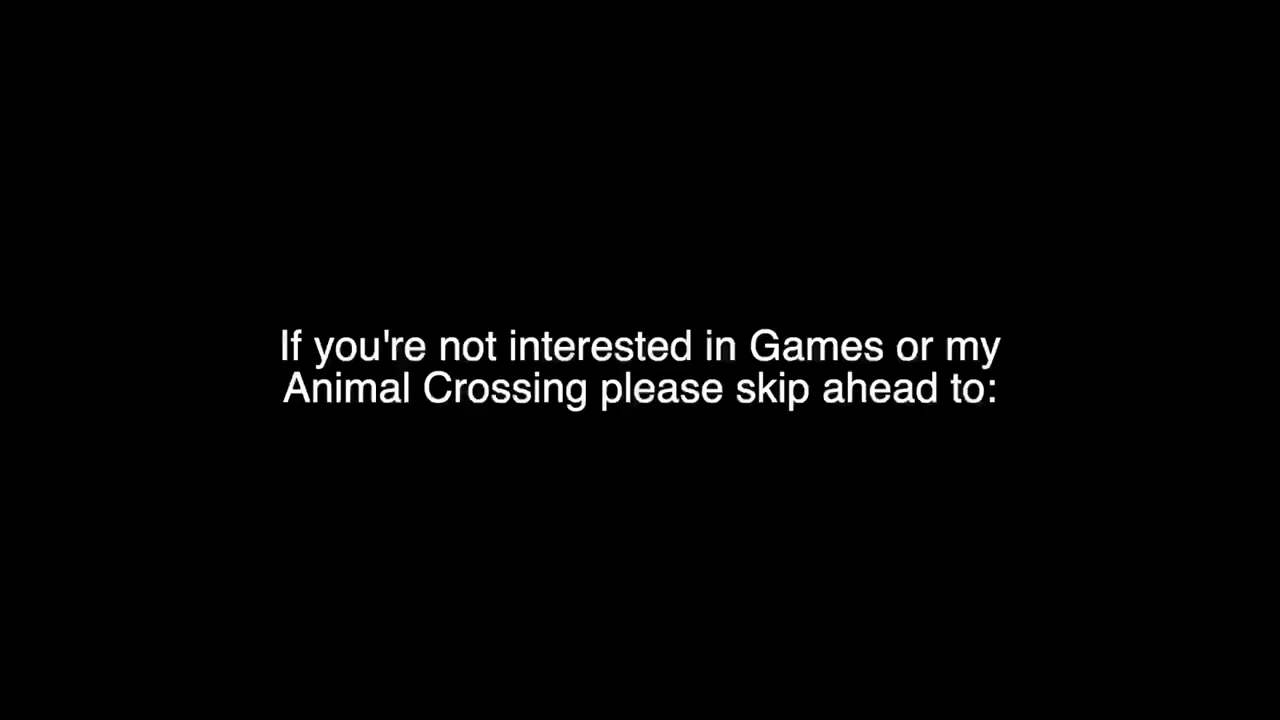 If you're not interested in Games or my
Animal Crossing please skip ahead to: